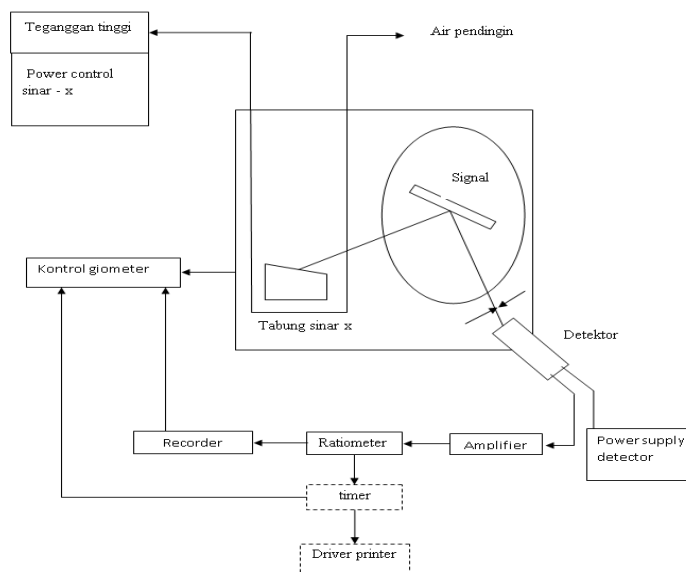 Teganggan tinggi
Air pendingin
Power control
sinar - x
Signal
Kontrol giometer
Tabung sinar x
Detektor
Recorder
Ratiometer
Amplifier
Power supply
detector
timer
Driver printer